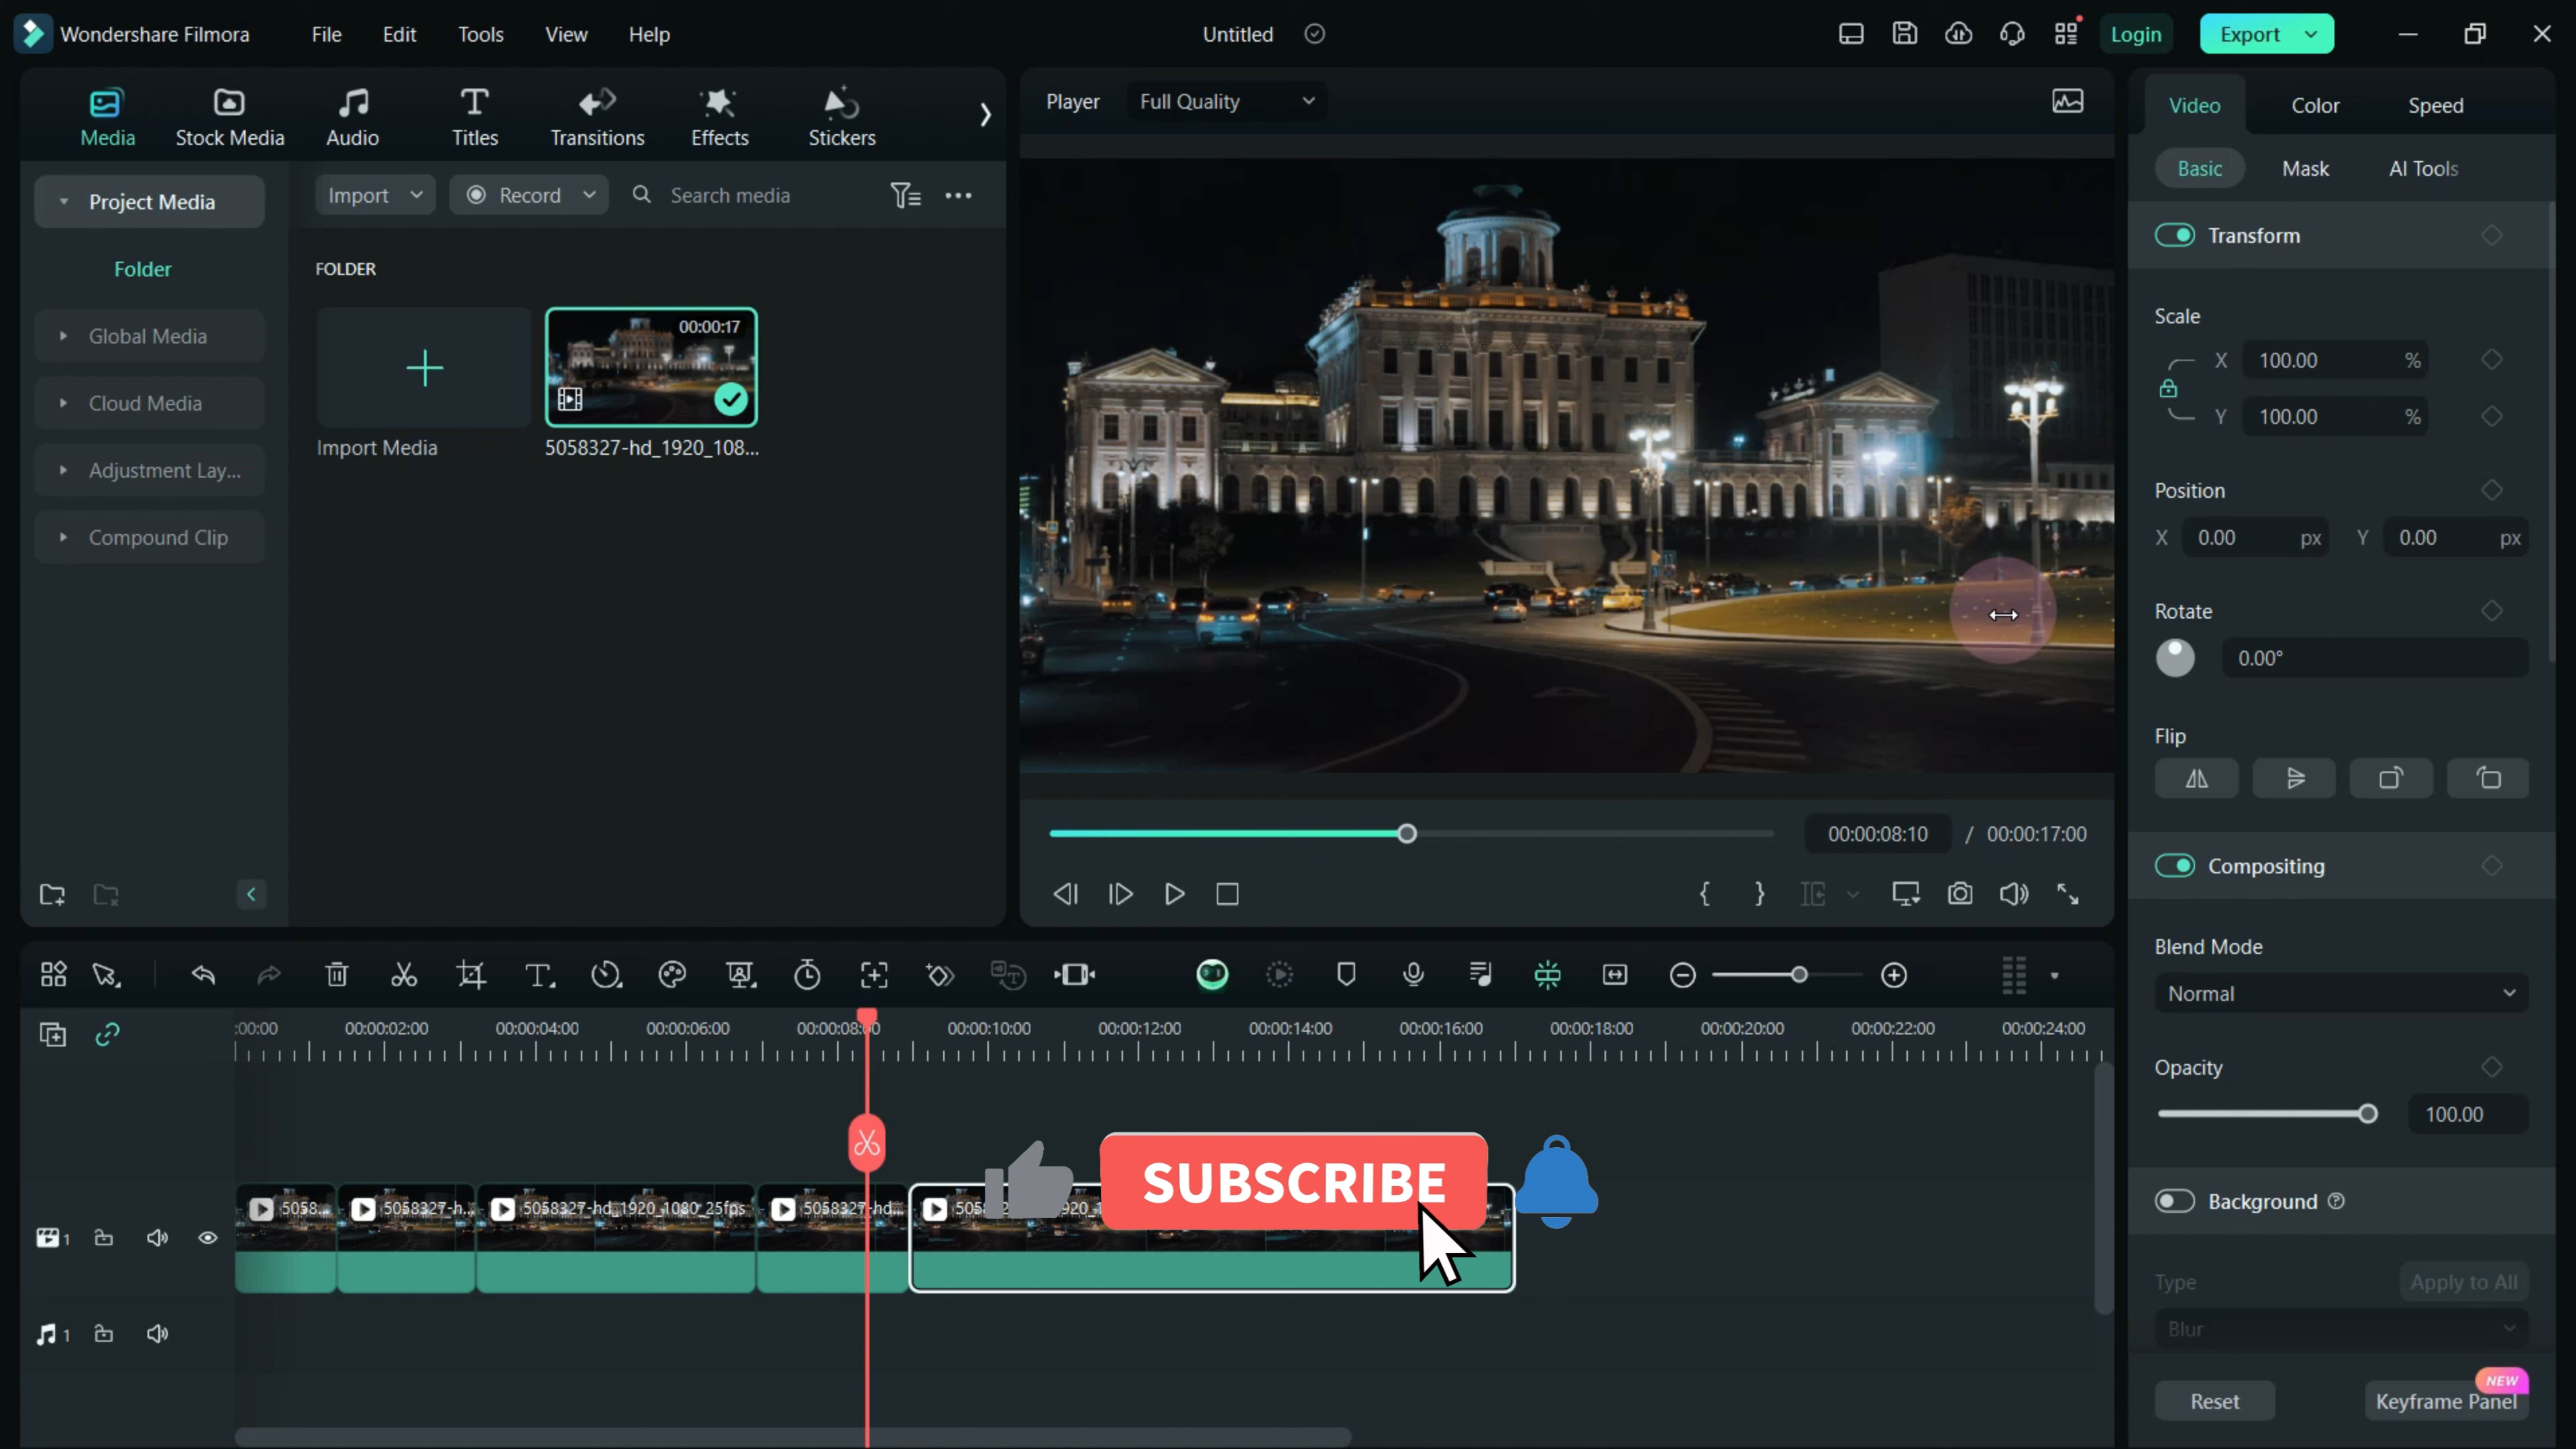 Wondershare Filmora
File Edit Tools View Help
Untitled
Login
Export
Media
Stock Media
Audio
Titles
Transitions
Effects
Stickers
Player
Full Quality
Video
Color
Speed
Project Media
Import
Record
Search media
Basic
Mask
AI Tools
Folder
FOLDER
Transform
Global Media
00:00:17
Scale
X 100.00 %
Cloud Media
Y 100.00 %
Import Media
5058327-hd_1920_108...
Adjustment Lay...
Position
Compound Clip
X 0.00 px Y 0.00 px
Rotate
0.00°
Flip
00:00:08:10 / 00:00:17:00
Compositing
Blend Mode
Normal
:00:00
00:00:02:00
00:00:04:00
00:00:06:00
00:00:08:00
00:00:10:00
00:00:12:00
00:00:14:00
00:00:16:00
00:00:18:00
00:00:20:00
00:00:22:00
00:00:24:00
Opacity
100.00
SUBSCRIBE
1
5058...
5058327-h...
5058327-hd_1920_1080_25fps
5058327-hd...
Background
Type
Apply to All
1
Blur
NEW
Reset
Keyframe Panel